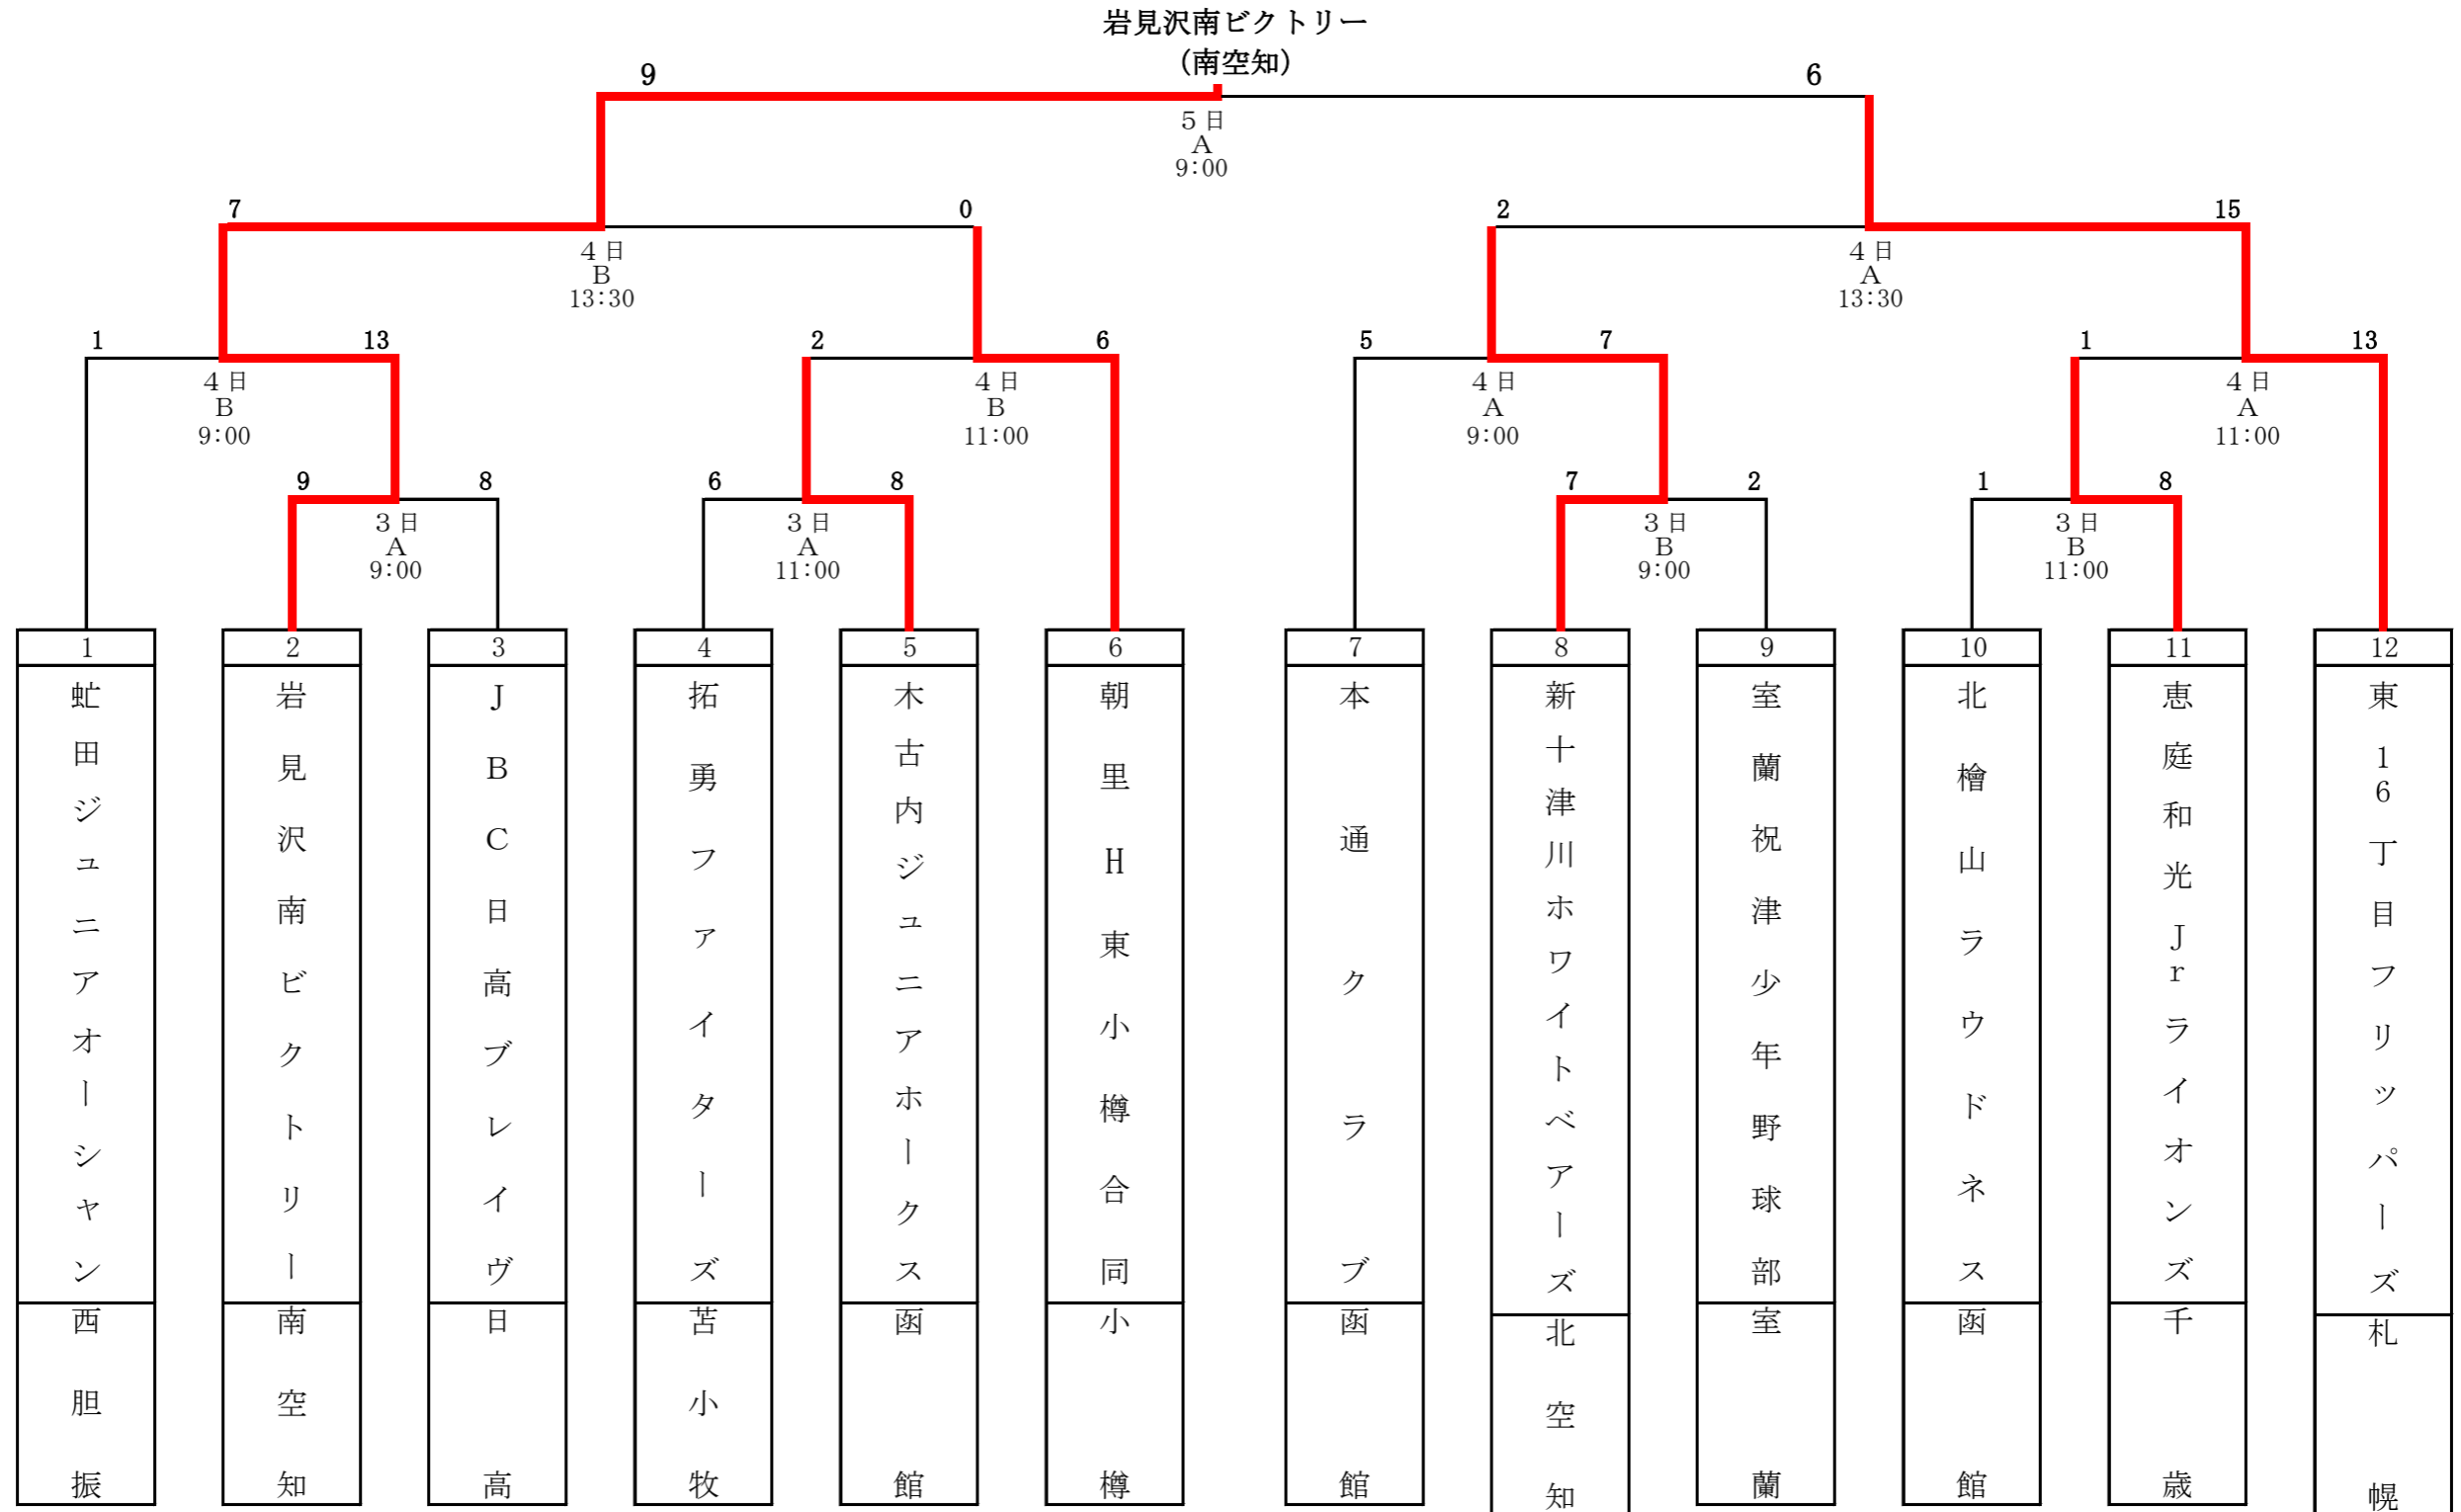 岩見沢南ビクトリー
（南空知）
9
6
5日
A
9:00
7
0
2
15
4日
B
13:30
4日
A
13:30
1
13
2
6
5
7
1
13
4日
B
9:00
4日
B
11:00
4日
A
9:00
4日
A
11:00
9
8
6
8
7
2
1
8
3日
A
9:00
3日
A
11:00
3日
B
9:00
3日
B
11:00
1
虻田ジュニアオーシャン
西胆振
2
岩見沢南ビクトリー
南空知
3
JBC日高ブレイヴ
日高
4
拓勇ファイターズ
苫小牧
5
木古内ジュニアホークス
函館
6
朝里H東小樽合同
小樽
7
本通クラブ
函館
8
新十津川ホワイトベアーズ
北空知
9
室蘭祝津少年野球部
室蘭
10
北檜山ラウドネス
函館
11
恵庭和光Jrライオンズ
千歳
12
東16丁目フリッパーズ
札幌